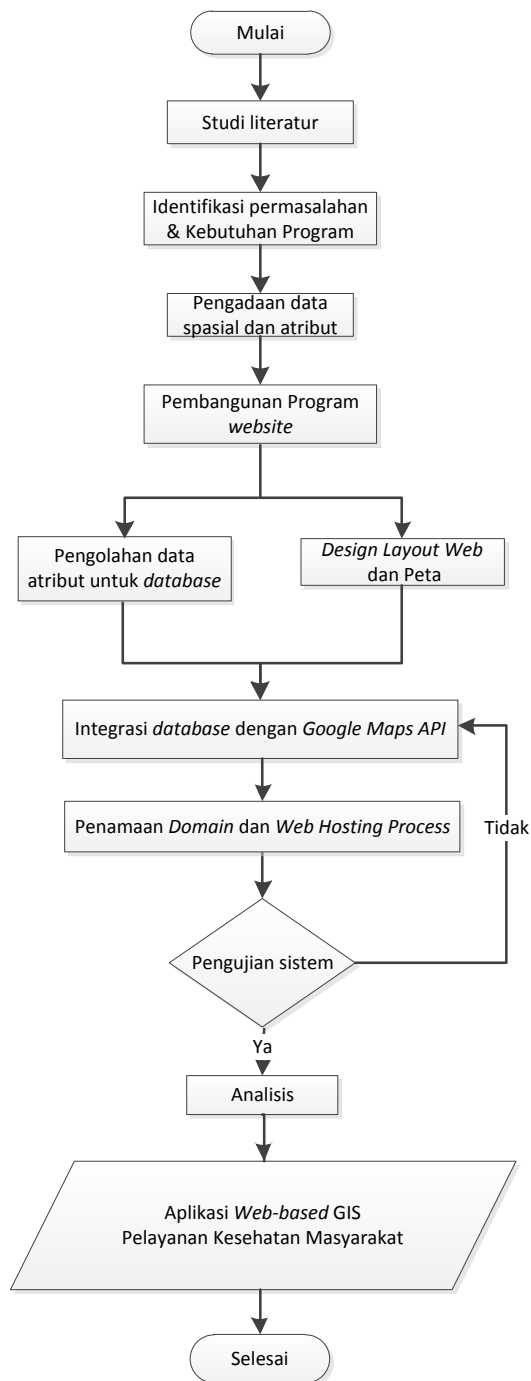 Mulai
Studi literatur
Identifikasi permasalahan
& Kebutuhan Program
Pengadaan data
spasial dan atribut
Pembangunan Program
website
Pengolahan data
atribut untuk database
Design Layout Web
dan Peta
Integrasi database dengan Google Maps API
Penamaan Domain dan Web Hosting Process
Tidak
Pengujian sistem
Ya
Analisis
Aplikasi Web-based GIS
Pelayanan Kesehatan Masyarakat
Selesai